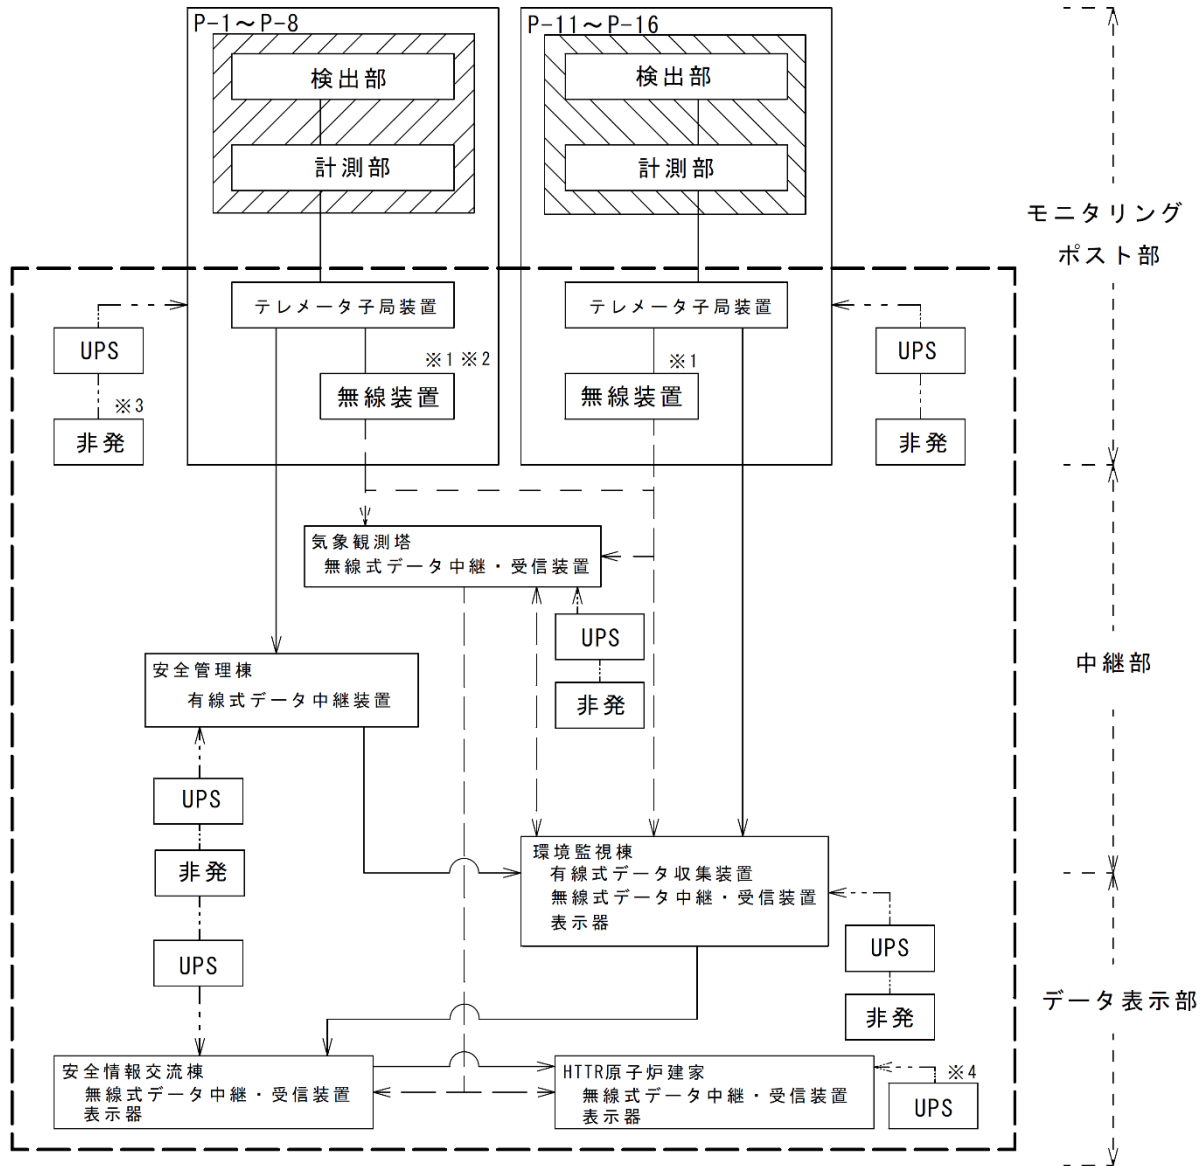 P-1～P-8
検出部
計測部
P-11～P-16
検出部
計測部
モニタリング
ポスト部
テレメータ子局装置
テレメータ子局装置
UPS
※1 ※2
無線装置
※1
無線装置
UPS
※3
非発
非発
気象観測塔
無線式データ中継・受信装置
UPS
非発
安全管理棟
有線式データ中継装置
中継部
UPS
非発
UPS
環境監視棟
有線式データ収集装置
無線式データ中継・受信装置
表示器
UPS
非発
データ表示部
安全情報交流棟
無線式データ中継・受信装置
表示器
HTTR原子炉建家
無線式データ中継・受信装置
表示器
※4
UPS